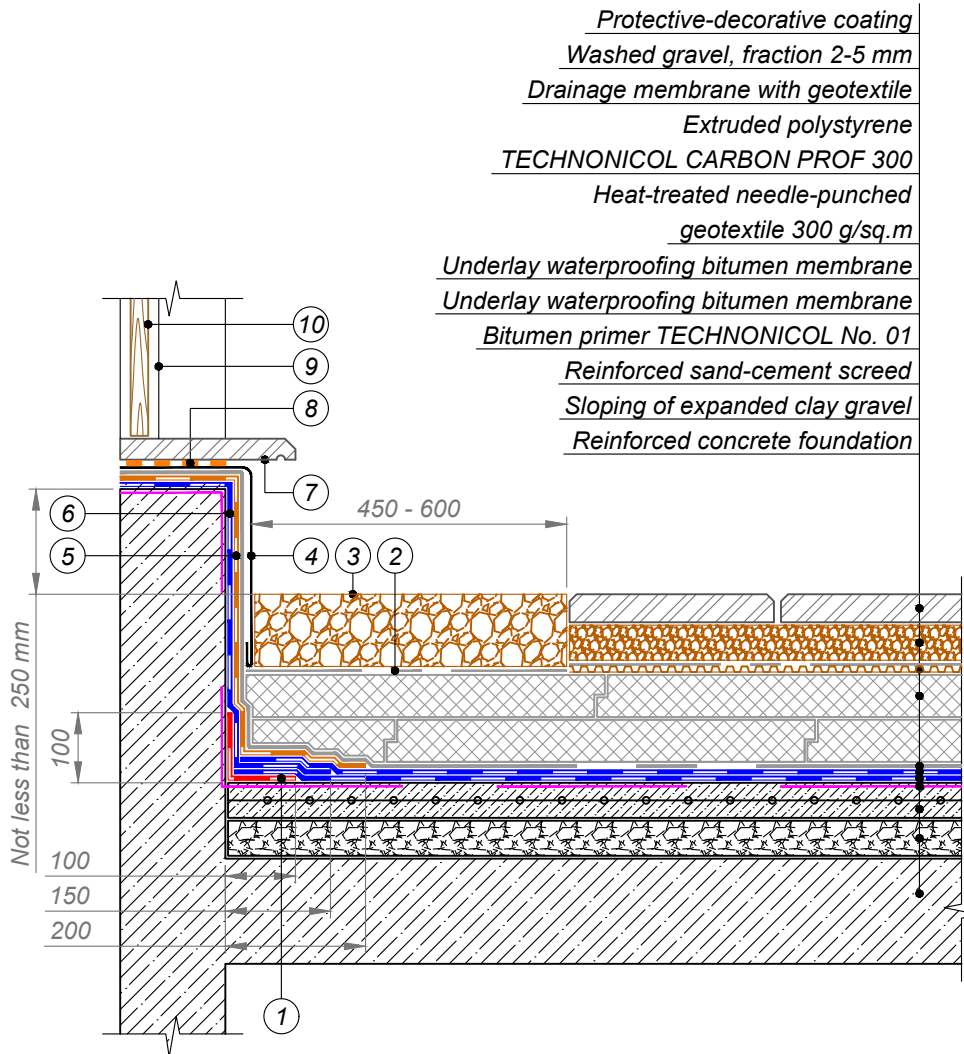 Protective-decorative coating
Washed gravel, fraction 2-5 mm
Drainage membrane with geotextile
Extruded polystyrene
TECHNONICOL CARBON PROF 300
Heat-treated needle-punched
geotextile 300 g/sq.m
Underlay waterproofing bitumen membrane
Underlay waterproofing bitumen membrane
Bitumen primer TECHNONICOL No. 01
Reinforced sand-cement screed
Sloping of expanded clay gravel
Reinforced concrete foundation
10
9
8
7
6
450 - 600
5
4
3
2
Not less than 250 mm
100
100
150
200
1